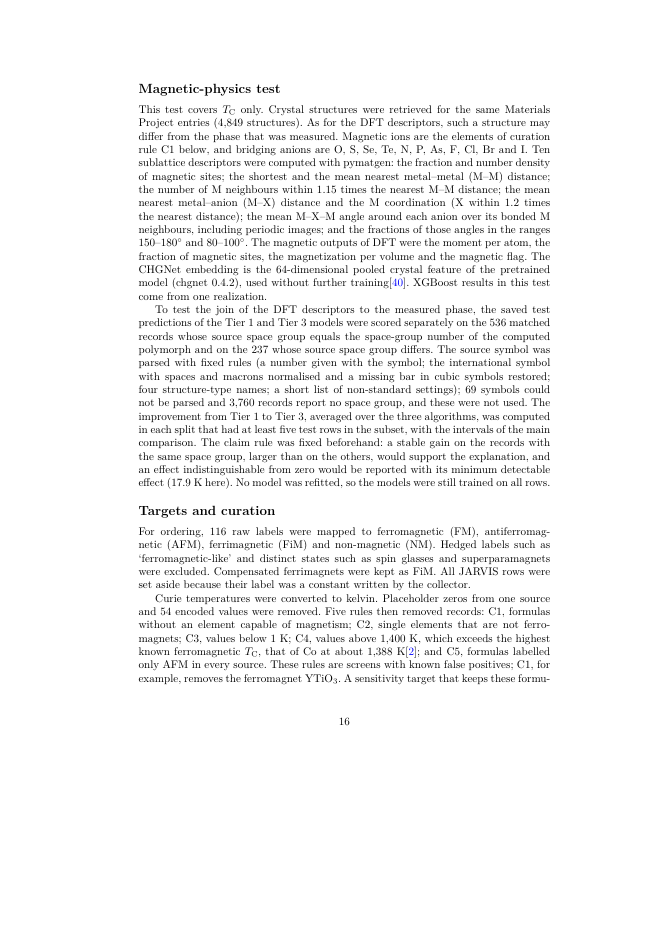 Magnetic-physics test
This test covers TC only. Crystal structures were retrieved for the same Materials
Project entries (4,849 structures). As for the DFT descriptors, such a structure may
differ from the phase that was measured. Magnetic ions are the elements of curation
rule C1 below, and bridging anions are O, S, Se, Te, N, P, As, F, Cl, Br and I. Ten
sublattice descriptors were computed with pymatgen: the fraction and number density
of magnetic sites; the shortest and the mean nearest metal–metal (M–M) distance;
the number of M neighbours within 1.15 times the nearest M–M distance; the mean
nearest metal–anion (M–X) distance and the M coordination (X within 1.2 times
the nearest distance); the mean M–X–M angle around each anion over its bonded M
neighbours, including periodic images; and the fractions of those angles in the ranges
150–180° and 80–100°. The magnetic outputs of DFT were the moment per atom, the
fraction of magnetic sites, the magnetization per volume and the magnetic flag. The
CHGNet embedding is the 64-dimensional pooled crystal feature of the pretrained
model (chgnet 0.4.2), used without further training[40]. XGBoost results in this test
come from one realization.
To test the join of the DFT descriptors to the measured phase, the saved test
predictions of the Tier 1 and Tier 3 models were scored separately on the 536 matched
records whose source space group equals the space-group number of the computed
polymorph and on the 237 whose source space group differs. The source symbol was
parsed with fixed rules (a number given with the symbol; the international symbol
with spaces and macrons normalised and a missing bar in cubic symbols restored;
four structure-type names; a short list of non-standard settings); 69 symbols could
not be parsed and 3,760 records report no space group, and these were not used. The
improvement from Tier 1 to Tier 3, averaged over the three algorithms, was computed
in each split that had at least five test rows in the subset, with the intervals of the main
comparison. The claim rule was fixed beforehand: a stable gain on the records with
the same space group, larger than on the others, would support the explanation, and
an effect indistinguishable from zero would be reported with its minimum detectable
effect (17.9 K here). No model was refitted, so the models were still trained on all rows.
Targets and curation
For ordering, 116 raw labels were mapped to ferromagnetic (FM), antiferromag-
netic (AFM), ferrimagnetic (FiM) and non-magnetic (NM). Hedged labels such as
‘ferromagnetic-like’ and distinct states such as spin glasses and superparamagnets
were excluded. Compensated ferrimagnets were kept as FiM. All JARVIS rows were
set aside because their label was a constant written by the collector.
Curie temperatures were converted to kelvin. Placeholder zeros from one source
and 54 encoded values were removed. Five rules then removed records: C1, formulas
without an element capable of magnetism; C2, single elements that are not ferro-
magnets; C3, values below 1 K; C4, values above 1,400 K, which exceeds the highest
known ferromagnetic TC, that of Co at about 1,388 K[2]; and C5, formulas labelled
only AFM in every source. These rules are screens with known false positives; C1, for
example, removes the ferromagnet YTiO3. A sensitivity target that keeps these formu-
16